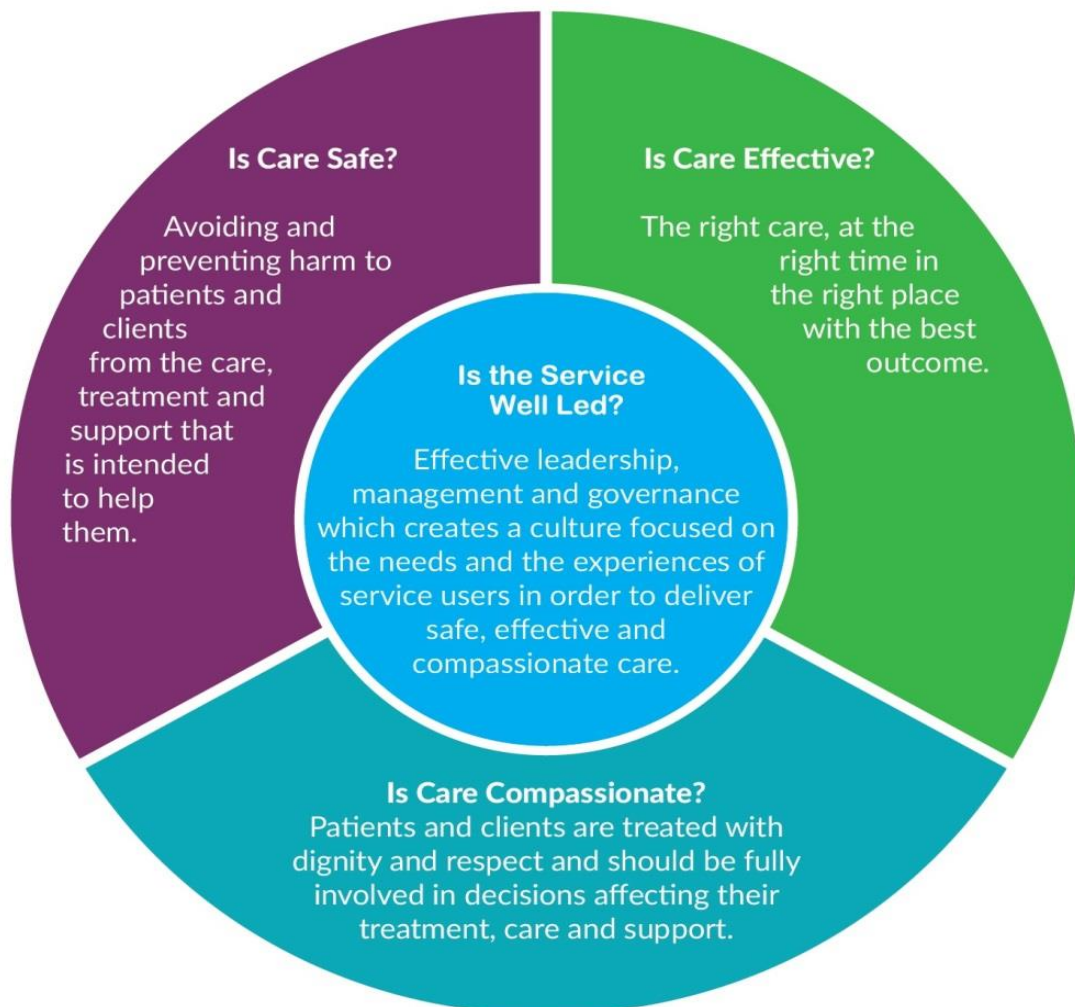 Is Care Safe?
Avoiding and
preventing harm to
patients and
clients
from the care,
treatment and
support that
is intended
to help
them.
Is Care Effective?
The right care, at the
right time in
the right place
with the best
outcome.
Is the Service
Well Led?
Effective leadership,
management and governance
which creates a culture focused on
the needs and the experiences of
service users in order to deliver
safe, effective and
compassionate care.
Is Care Compassionate?
Patients and clients are treated with
dignity and respect and should be fully
involved in decisions affecting their
treatment, care and support.